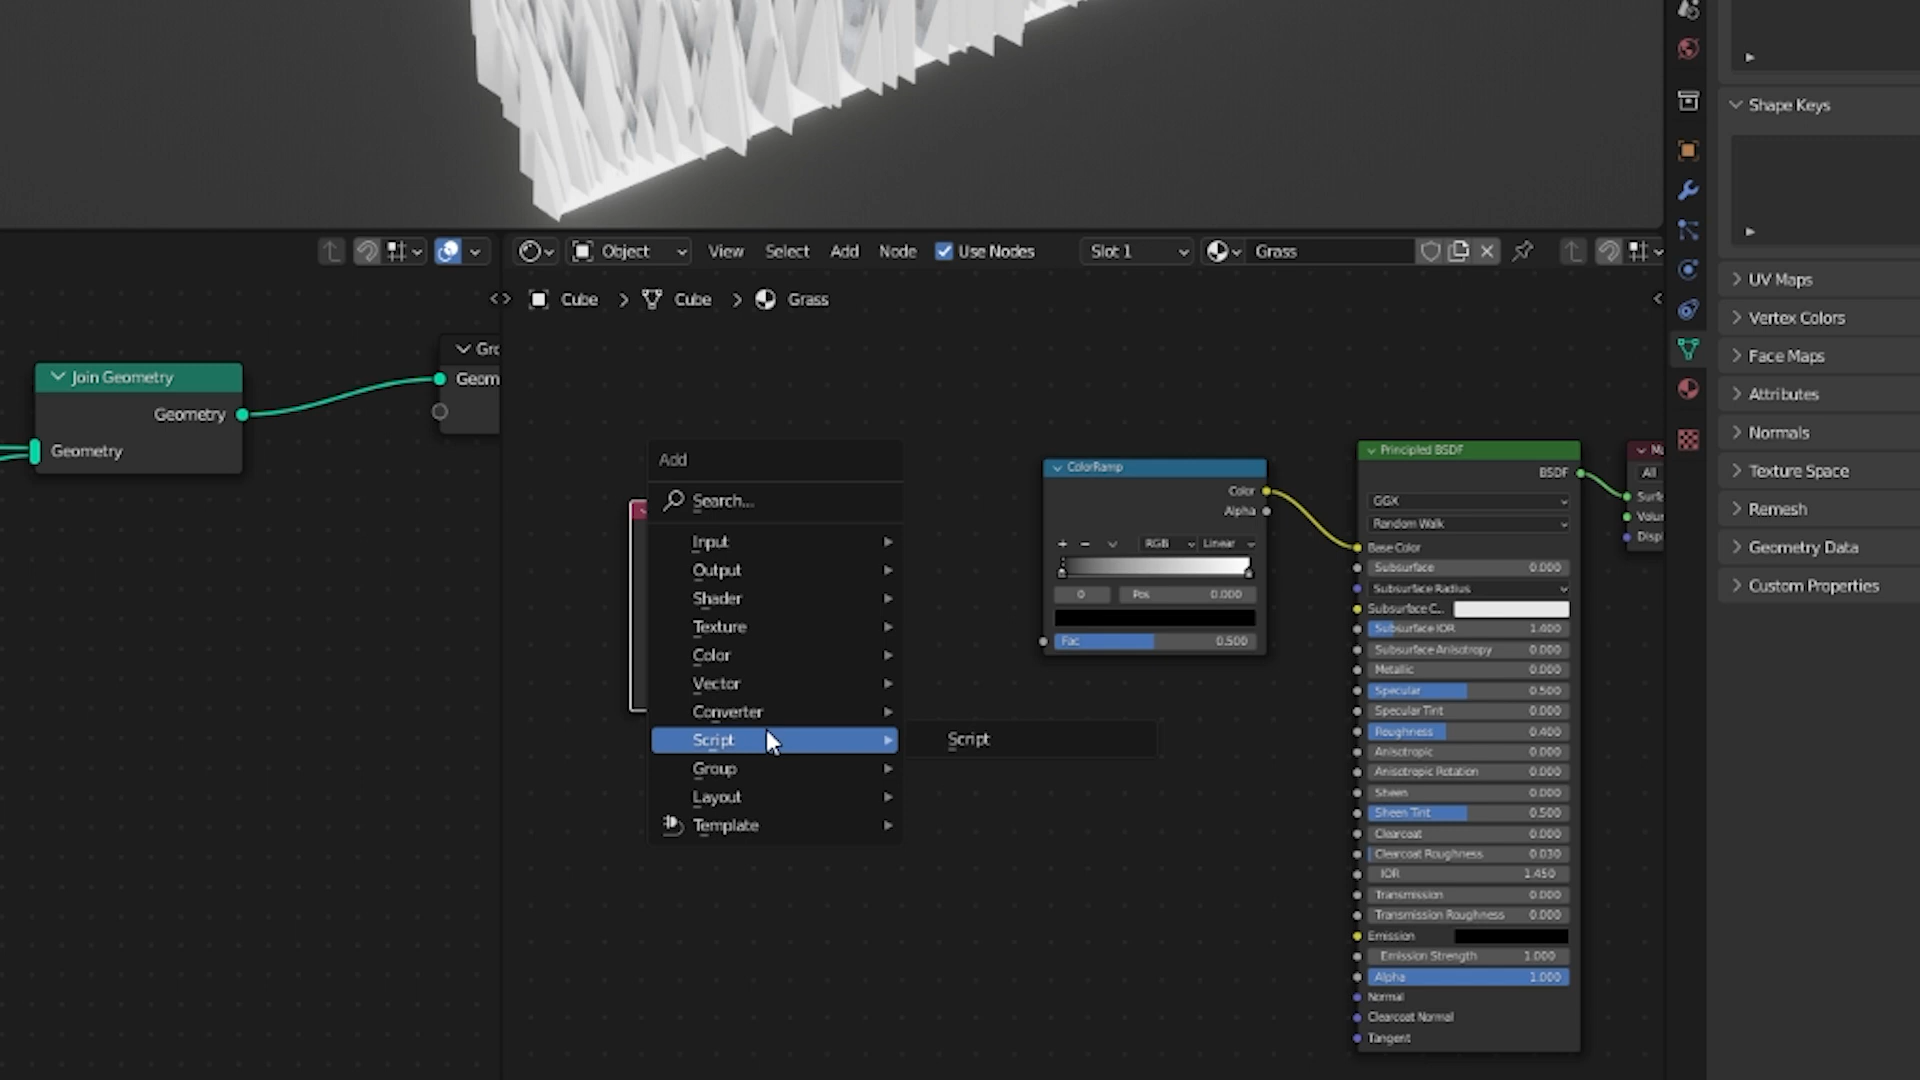 Shape Keys
Object
View
Select
Add
Node
Use Nodes
Slot 1
Grass
Cube
Cube
Grass
UV Maps
Vertex Colors
Face Maps
Attributes
Normals
Texture Space
Remesh
Geometry Data
Custom Properties
Join Geometry
Geometry
Geometry
Gro
Geom
Add
Search...
Input
Output
Shader
Texture
Color
Vector
Converter
Script
Group
Layout
Template
Script
ColorRamp
Color
Alpha
+ −
RGB
Linear
0
Pos 0.000
Fac 0.500
Principled BSDF
BSDF
GGX
Random Walk
Base Color
Subsurface 0.000
Subsurface Radius
Subsurface C..
Subsurface IOR 1.400
Subsurface Anisotropy 0.000
Metallic 0.000
Specular 0.500
Specular Tint 0.000
Roughness 0.400
Anisotropic 0.000
Anisotropic Rotation 0.000
Sheen 0.000
Sheen Tint 0.500
Clearcoat 0.000
Clearcoat Roughness 0.030
IOR 1.450
Transmission 0.000
Transmission Roughness 0.000
Emission
Emission Strength 1.000
Alpha 1.000
Normal
Clearcoat Normal
Tangent
Ma
All
Surfa
Volur
Displ